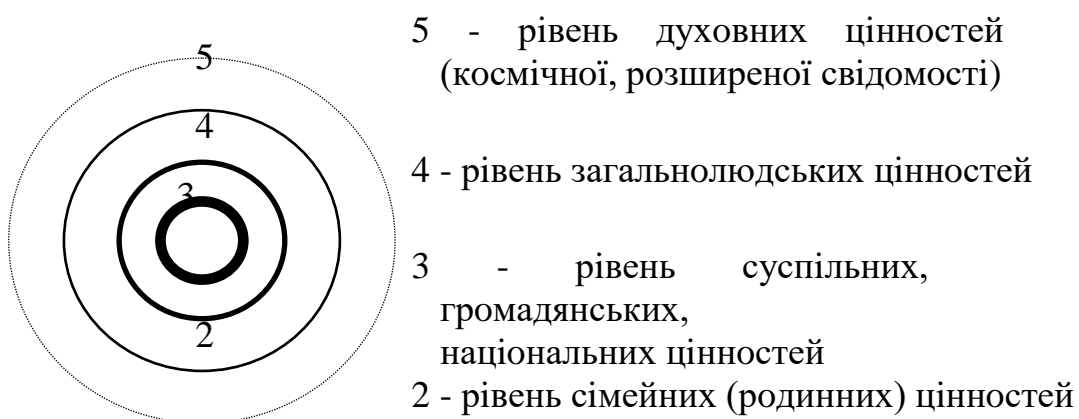 5
4
3
2
5 - рівень духовних цінностей
(космічної, розширеної свідомості)
4 - рівень загальнолюдських цінностей
3 - рівень суспільних,
громадянських,
національних цінностей
2 - рівень сімейних (родинних) цінностей